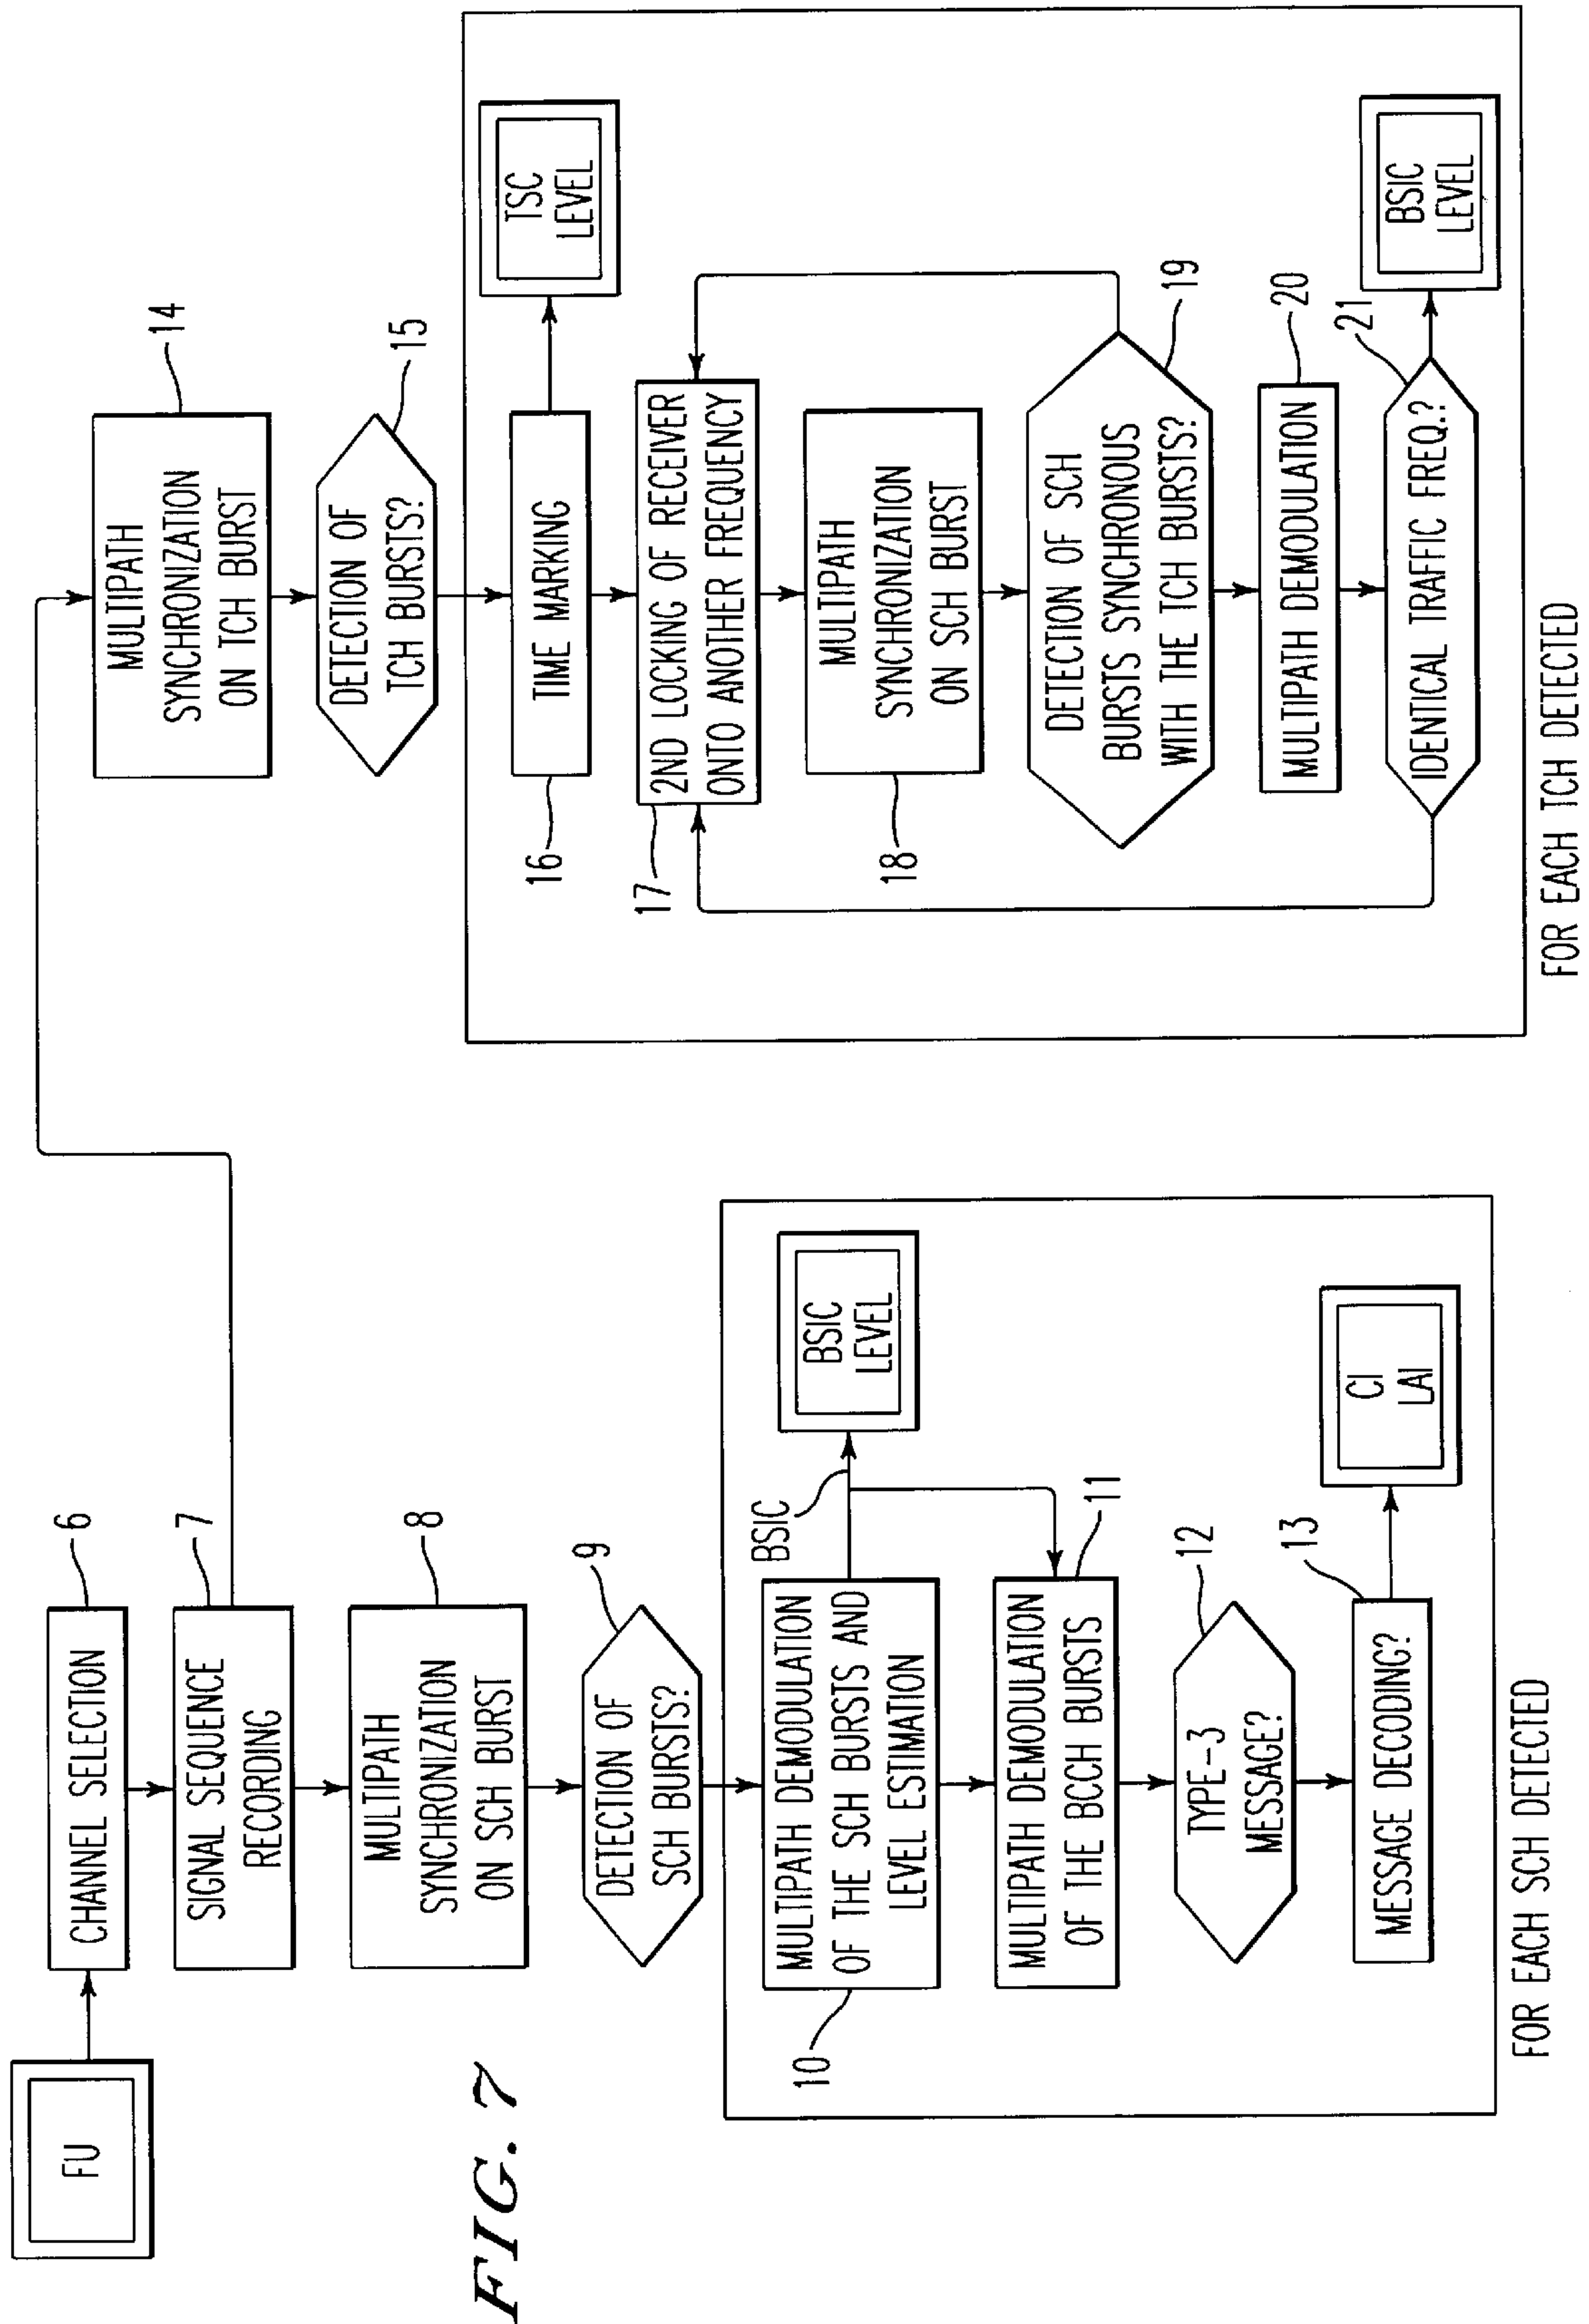 FU
CHANNEL SELECTION
6
SIGNAL SEQUENCE
RECORDING
7
MULTIPATH
SYNCHRONIZATION
ON SCH BURST
8
DETECTION OF
SCH BURSTS?
9
MULTIPATH DEMODULATION
OF THE SCH BURSTS AND
LEVEL ESTIMATION
10
BSIC
BSIC
LEVEL
MULTIPATH DEMODULATION
OF THE BCCH BURSTS
11
TYPE-3
MESSAGE?
12
MESSAGE DECODING?
13
CI
LAI
FOR EACH SCH DETECTED
MULTIPATH
SYNCHRONIZATION
ON TCH BURST
14
DETECTION OF
TCH BURSTS?
15
TIME MARKING
16
TSC
LEVEL
2ND LOCKING OF RECEIVER
ONTO ANOTHER FREQUENCY
17
MULTIPATH
SYNCHRONIZATION
ON SCH BURST
18
DETECTION OF SCH
BURSTS SYNCHRONOUS
WITH THE TCH BURSTS?
19
MULTIPATH DEMODULATION
20
IDENTICAL TRAFFIC FREQ.?
21
BSIC
LEVEL
FOR EACH TCH DETECTED
FIG. 7